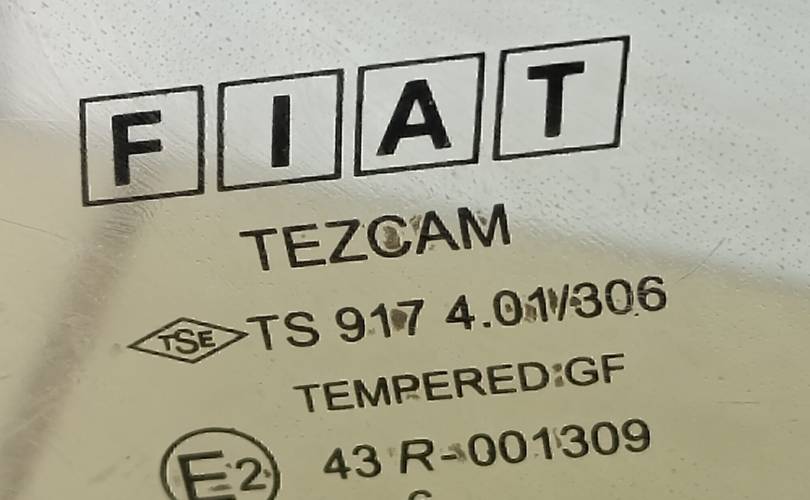 FIAT
TEZCAM
TSE TS 917 4.01/306
TEMPERED GF
E2 43 R-001309